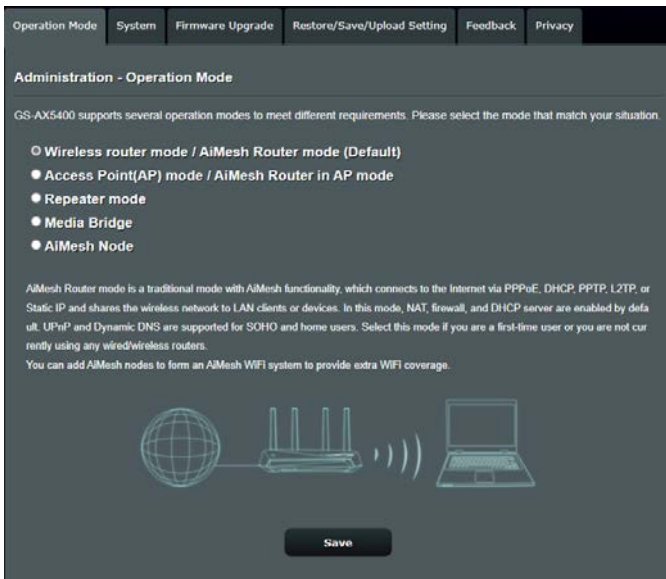 Operation Mode System Firmware Upgrade Restore/Save/Upload Setting Feedback Privacy
Administration - Operation Mode
GS-AX5400 supports several operation modes to meet different requirements. Please select the mode that match your situation.
Wireless router mode / AiMesh Router mode (Default)
Access Point(AP) mode / AiMesh Router in AP mode
Repeater mode
Media Bridge
AiMesh Node
AiMesh Router mode is a traditional mode with AiMesh functionality, which connects to the Internet via PPPoE, DHCP, PPTP, L2TP, or
Static IP and shares the wireless network to LAN clients or devices. In this mode, NAT, firewall, and DHCP server are enabled by defa
ult. UPnP and Dynamic DNS are supported for SOHO and home users. Select this mode if you are a first-time user or you are not cur
rently using any wired/wireless routers.
You can add AiMesh nodes to form an AiMesh WiFi system to provide extra WiFi coverage.
Save